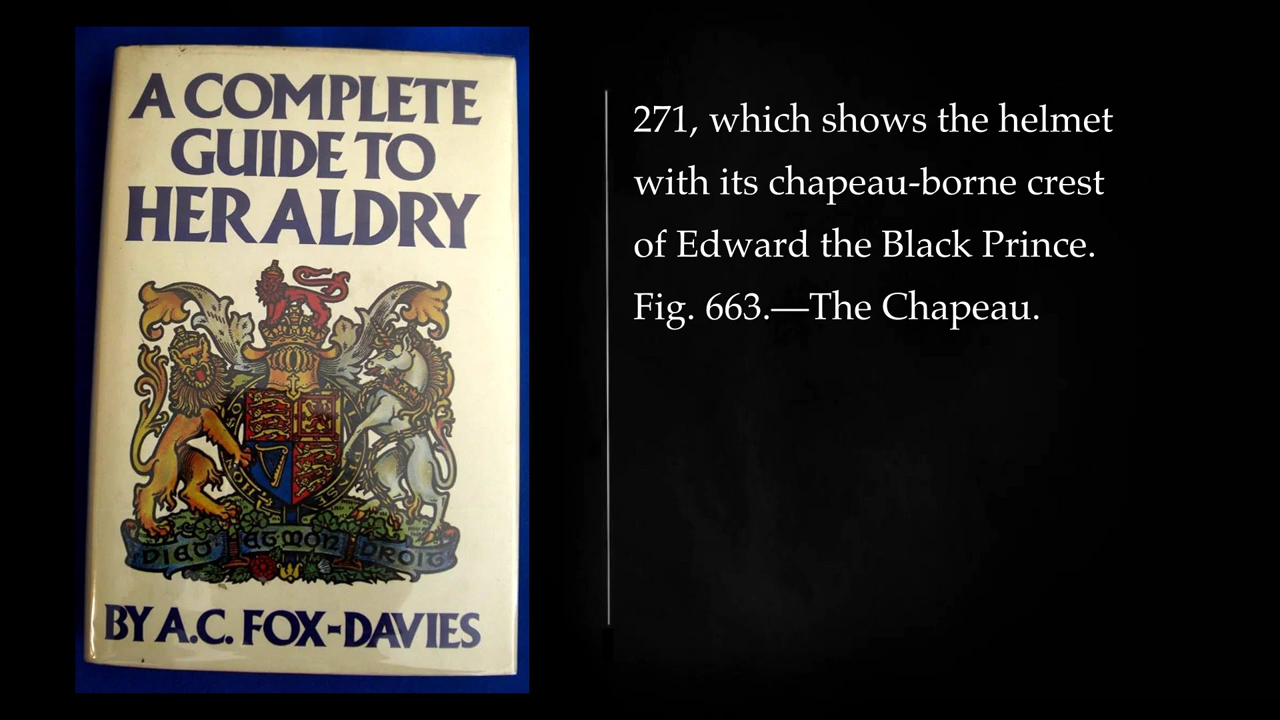 A COMPLETE
GUIDE TO
HERALDRY
DIEU ET MON DROIT
BY A.C. FOX-DAVIES
271, which shows the helmet
with its chapeau-borne crest
of Edward the Black Prince.
Fig. 663.—The Chapeau.